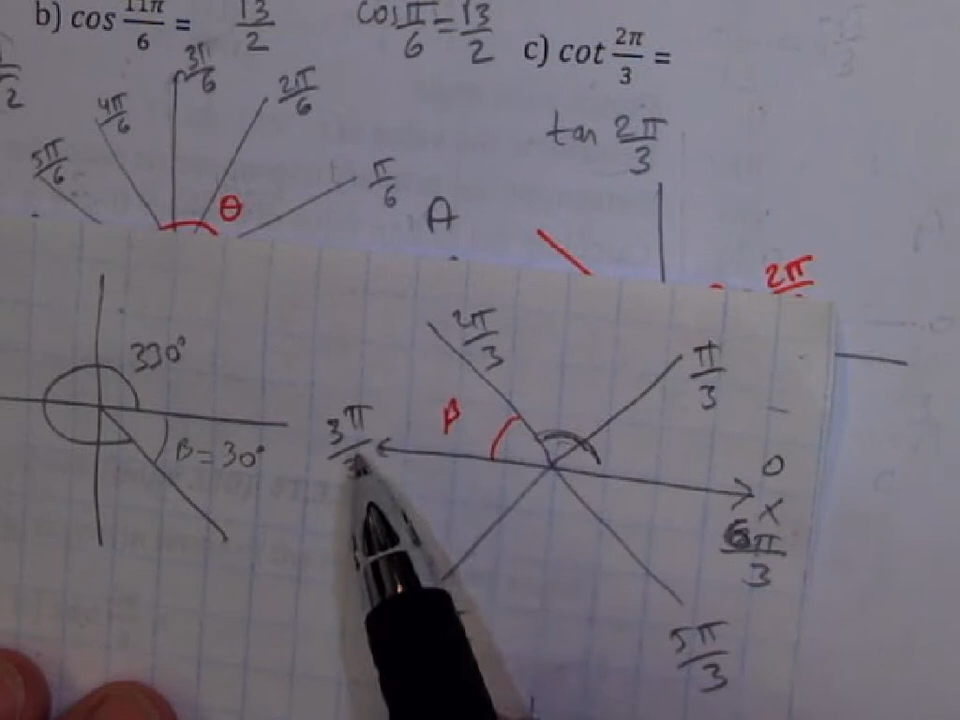 b) cos 11π/6 = √3/2
cos π/6 = √3/2
c) cot 2π/3 =
tan 2π/3
3π/6
4π/6
2π/6
5π/6
π/6
θ
A
2π
330°
β = 30°
2π/3
π/3
β
3π/3
0
X
6π/3
5π/3